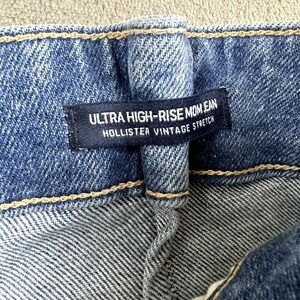 ULTRA HIGH-RISE MOM JEAN
HOLLISTER VINTAGE STRETCH